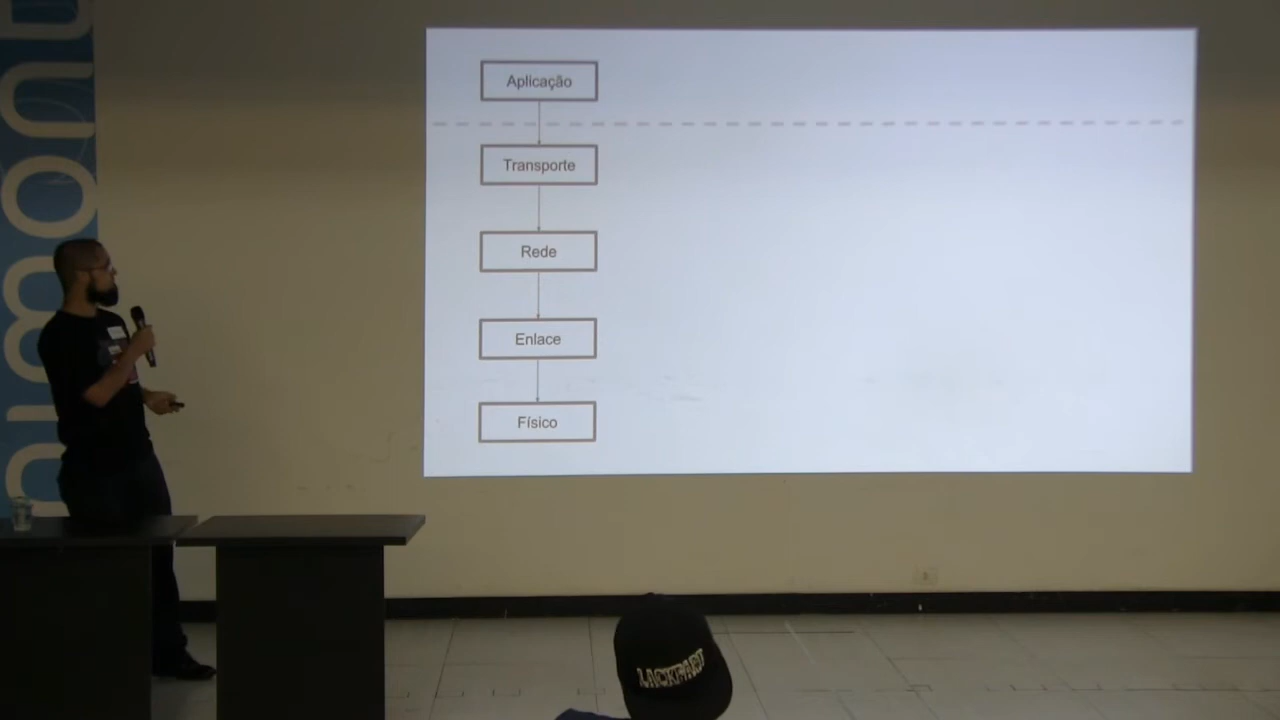 Aplicação
Transporte
Rede
Enlace
Físico